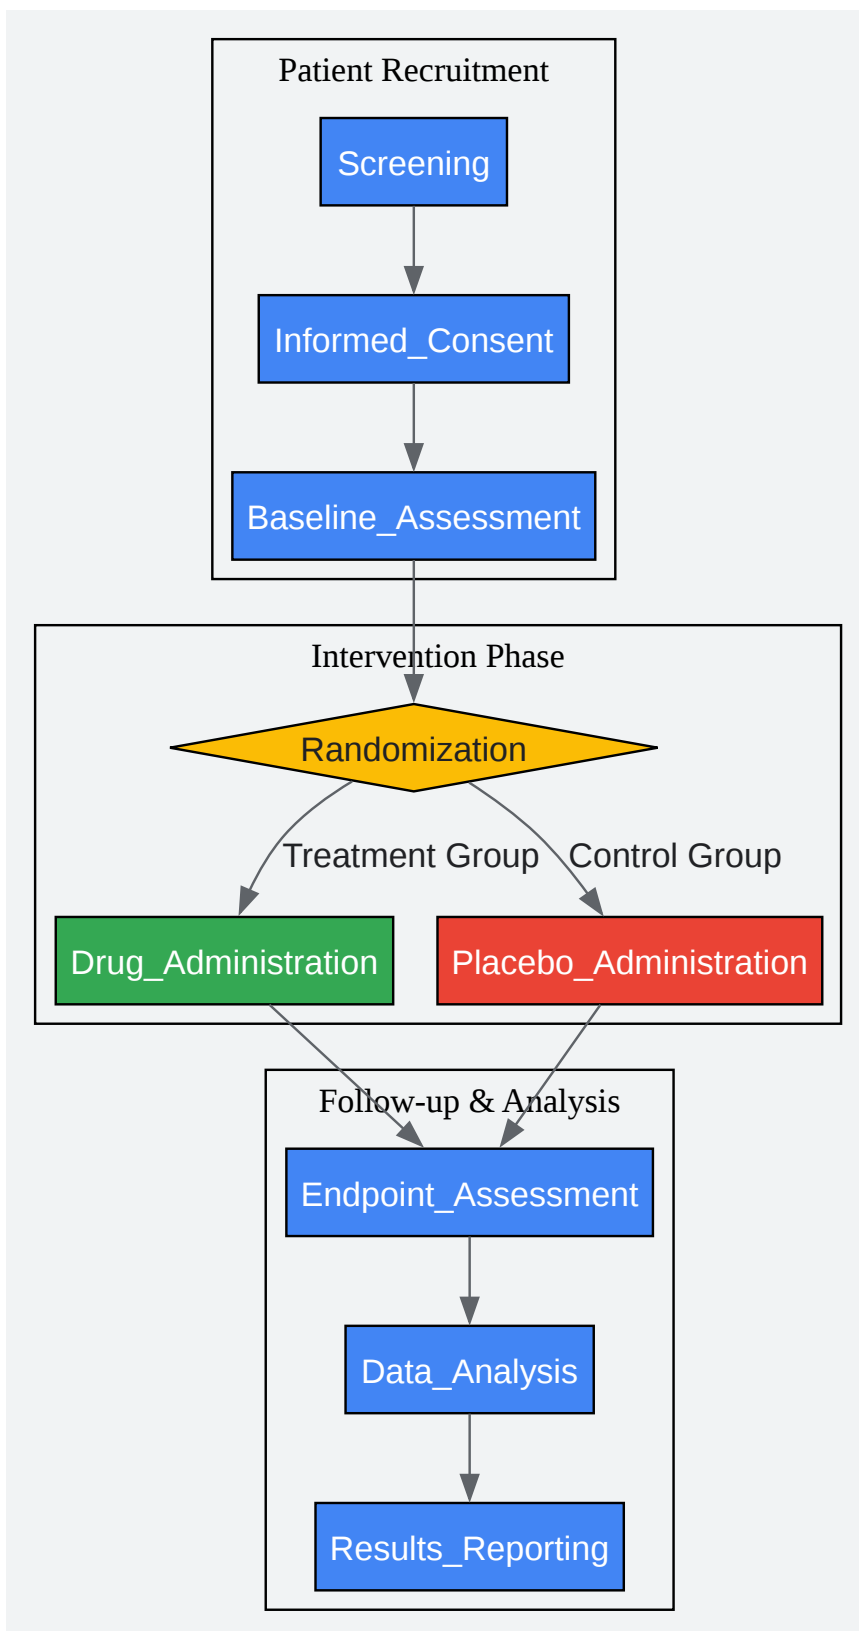 Patient Recruitment
Screening
Informed_Consent
Baseline_Assessment
Intervention Phase
Randomization
Treatment Group
Control Group
Drug_Administration
Placebo_Administration
Follow-up & Analysis
Endpoint_Assessment
Data_Analysis
Results_Reporting